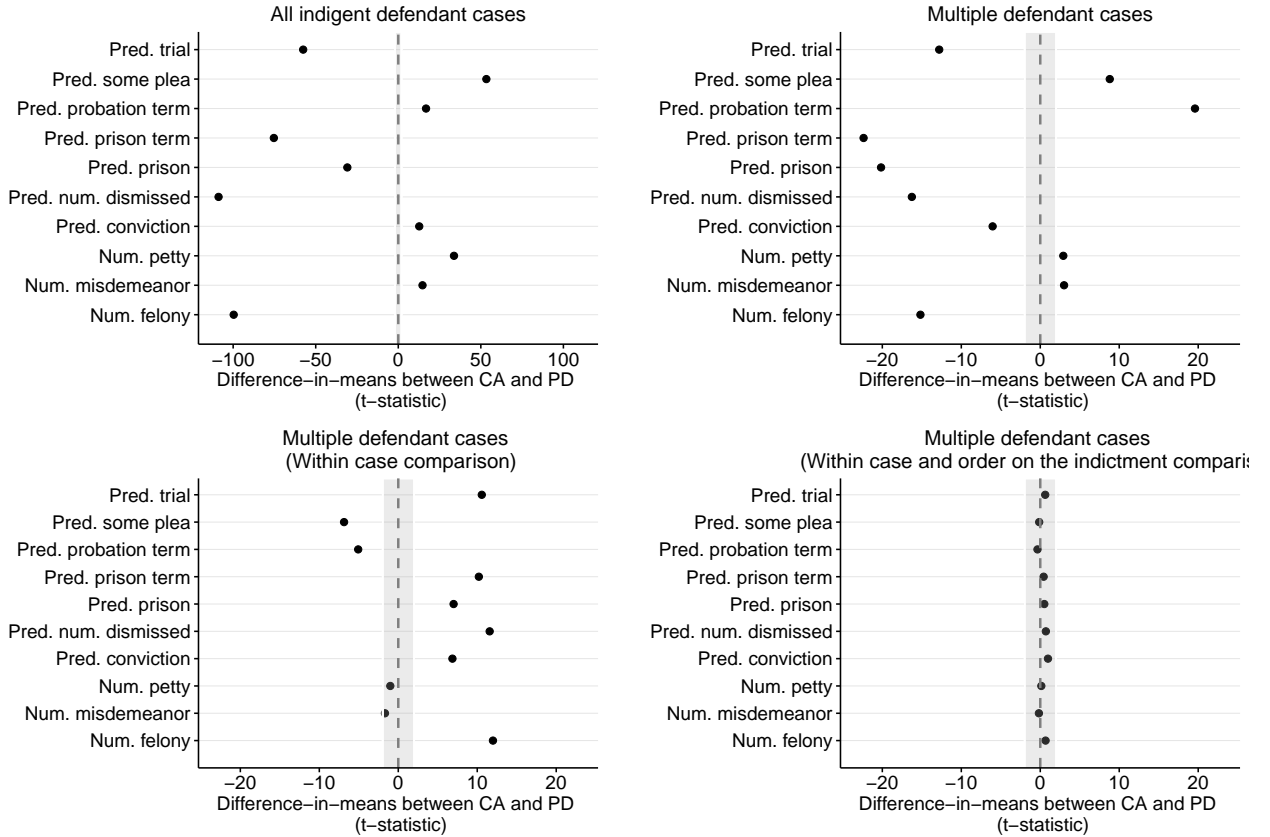 All indigent defendant cases
Pred. trial
Pred. some plea
Pred. probation term
Pred. prison term
Pred. prison
Pred. num. dismissed
Pred. conviction
Num. petty
Num. misdemeanor
Num. felony
−100 −50 0 50 100
Difference−in−means between CA and PD
(t−statistic)
Multiple defendant cases
Pred. trial
Pred. some plea
Pred. probation term
Pred. prison term
Pred. prison
Pred. num. dismissed
Pred. conviction
Num. petty
Num. misdemeanor
Num. felony
−20 −10 0 10 20
Difference−in−means between CA and PD
(t−statistic)
Multiple defendant cases
(Within case comparison)
Pred. trial
Pred. some plea
Pred. probation term
Pred. prison term
Pred. prison
Pred. num. dismissed
Pred. conviction
Num. petty
Num. misdemeanor
Num. felony
−20 −10 0 10 20
Difference−in−means between CA and PD
(t−statistic)
Multiple defendant cases
(Within case and order on the indictment comparis
Pred. trial
Pred. some plea
Pred. probation term
Pred. prison term
Pred. prison
Pred. num. dismissed
Pred. conviction
Num. petty
Num. misdemeanor
Num. felony
−20 −10 0 10 20
Difference−in−means between CA and PD
(t−statistic)